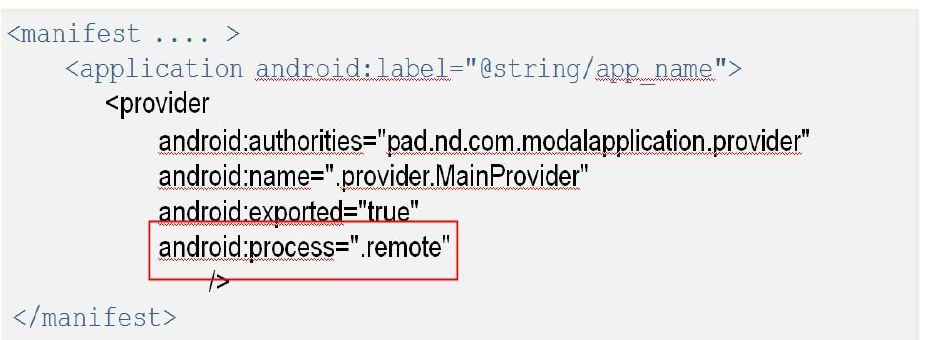 <manifest .... >
<application android:label="@string/app_name">
<provider
android:authorities="pad.nd.com.modalapplication.provider"
android:name=".provider.MainProvider"
android:exported="true"
android:process=".remote"
/>
</manifest>